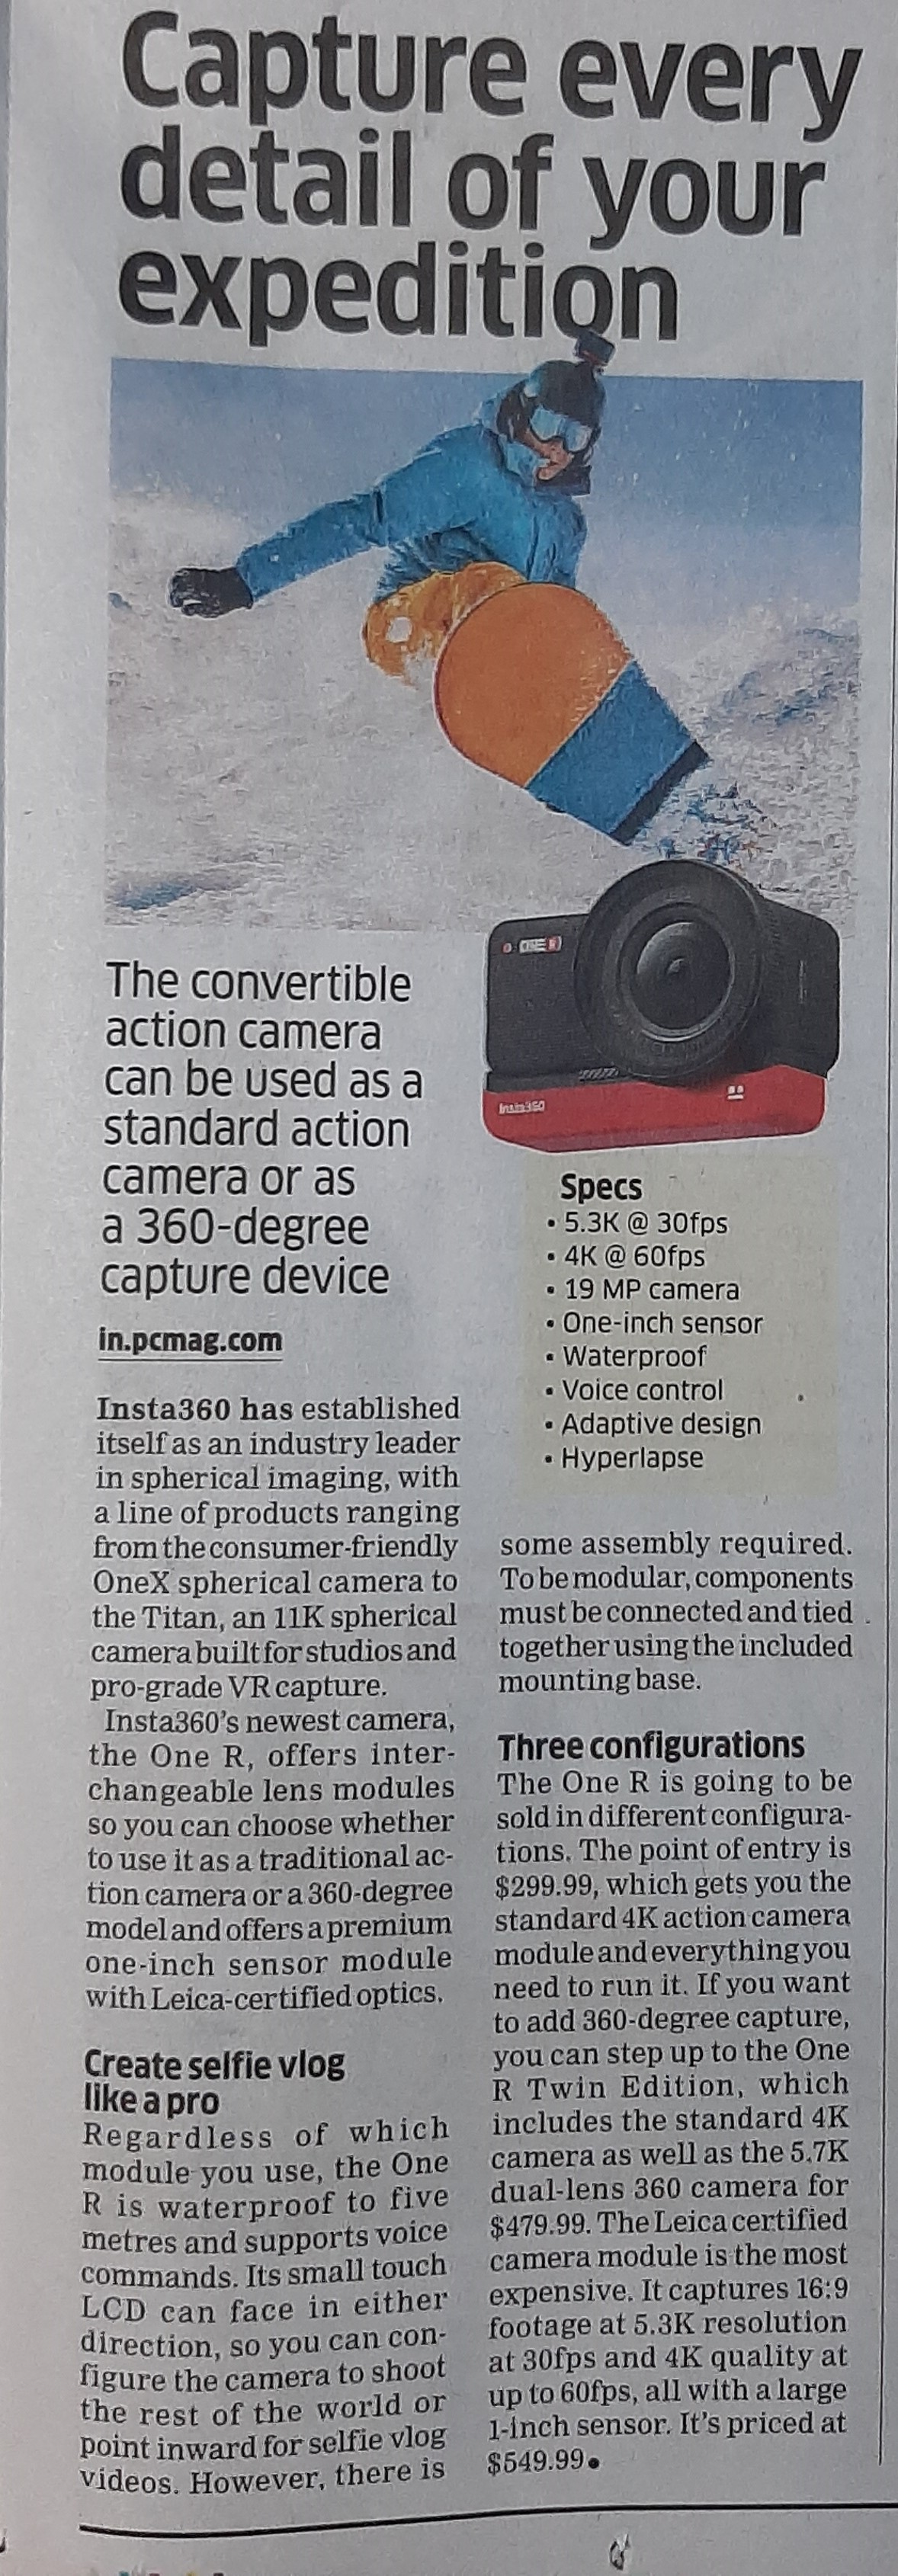 Capture every
detail of your
expedition
ONE R
Insta360
The convertible
action camera
can be used as a
standard action
camera or as
a 360-degree
capture device
in.pcmag.com
Insta360 has established
itself as an industry leader
in spherical imaging, with
a line of products ranging
from the consumer-friendly
OneX spherical camera to
the Titan, an 11K spherical
camera built for studios and
pro-grade VR capture.
Insta360's newest camera,
the One R, offers inter-
changeable lens modules
so you can choose whether
to use it as a traditional ac-
tion camera or a 360-degree
model and offers a premium
one-inch sensor module
with Leica-certified optics.
Create selfie vlog
like a pro
Regardless of which
module you use, the One
R is waterproof to five
metres and supports voice
commands. Its small touch
LCD can face in either
direction, so you can con-
figure the camera to shoot
the rest of the world or
point inward for selfie vlog
videos. However, there is
Specs
• 5.3K @ 30fps
• 4K @ 60fps
• 19 MP camera
• One-inch sensor
• Waterproof
• Voice control
• Adaptive design
• Hyperlapse
some assembly required.
To be modular, components
must be connected and tied
together using the included
mounting base.
Three configurations
The One R is going to be
sold in different configura-
tions. The point of entry is
$299.99, which gets you the
standard 4K action camera
module and everything you
need to run it. If you want
to add 360-degree capture,
you can step up to the One
R Twin Edition, which
includes the standard 4K
camera as well as the 5.7K
dual-lens 360 camera for
$479.99. The Leica certified
camera module is the most
expensive. It captures 16:9
footage at 5.3K resolution
at 30fps and 4K quality at
up to 60fps, all with a large
1-inch sensor. It's priced at
$549.99●